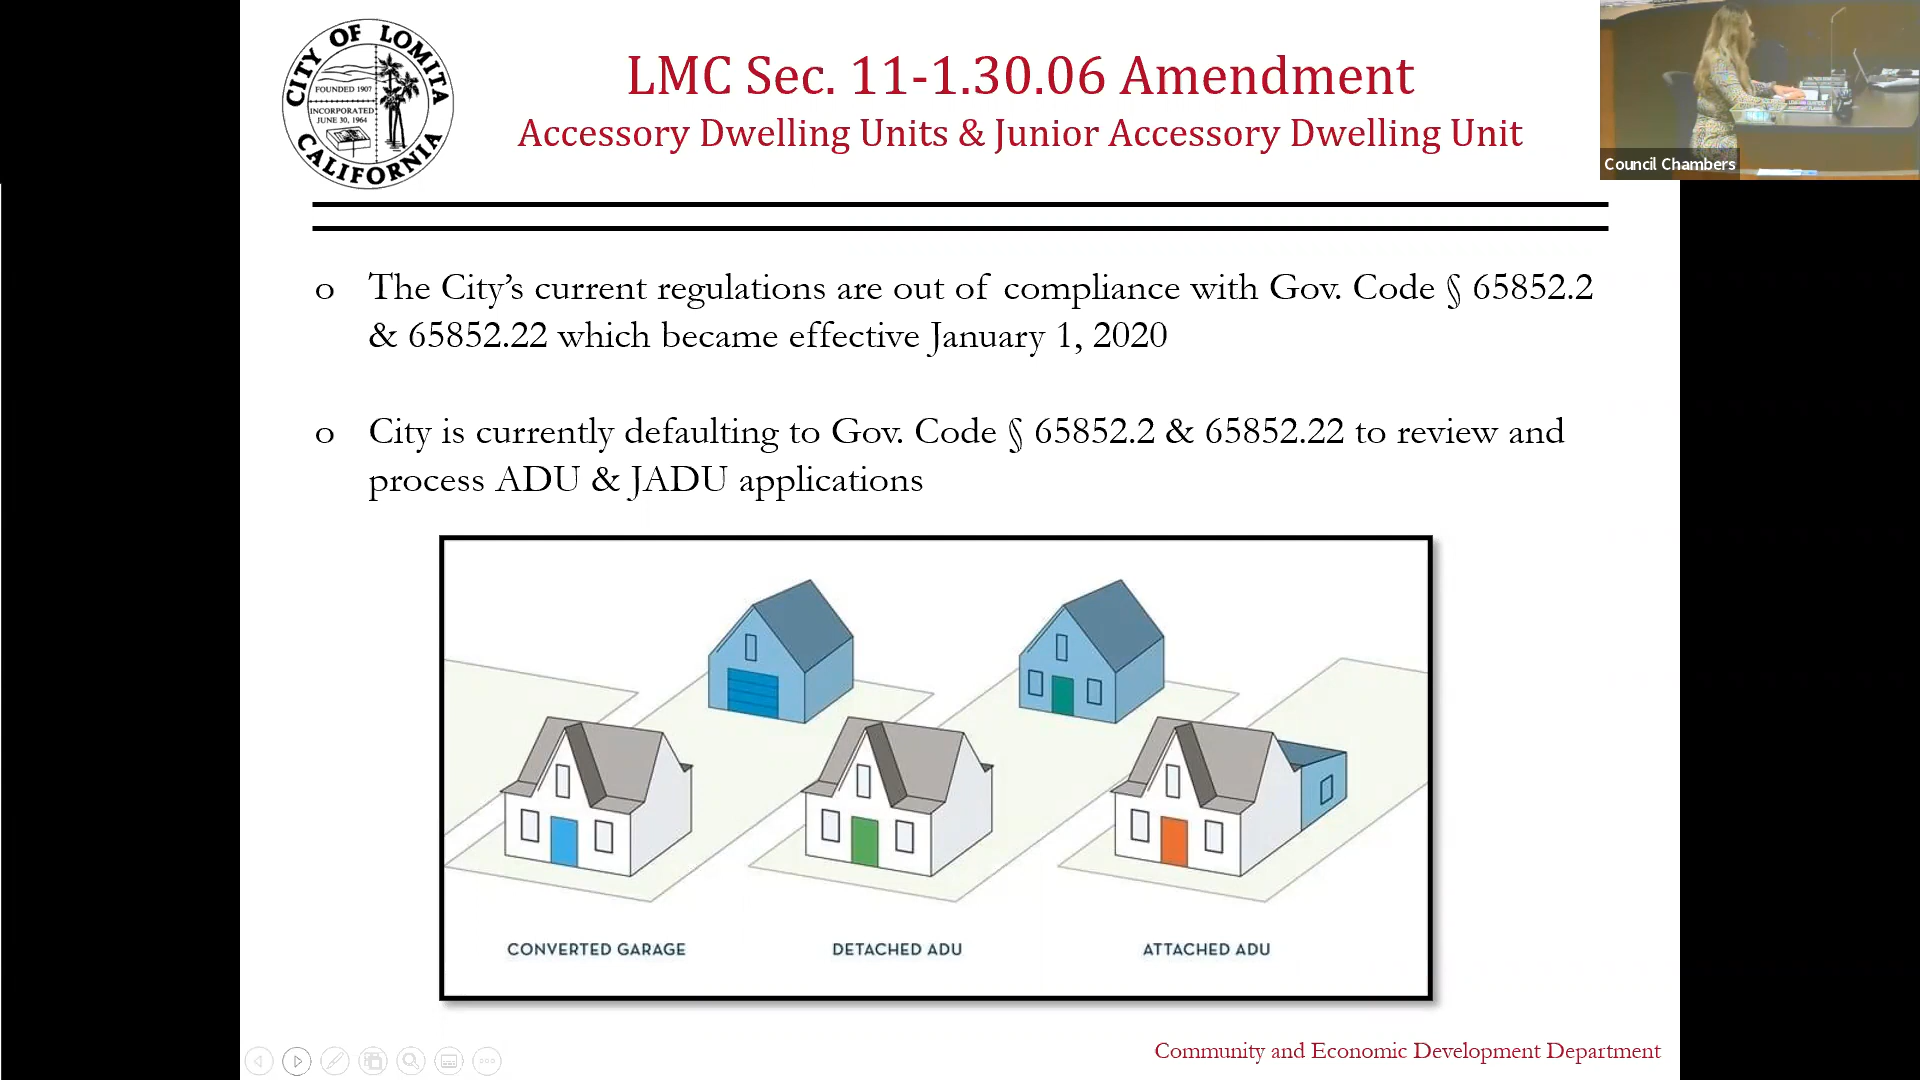 CITY OF LOMITA
FOUNDED 1907
INCORPORATED
JUNE 30, 1964
CALIFORNIA
LMC Sec. 11-1.30.06 Amendment
Accessory Dwelling Units & Junior Accessory Dwelling Unit
Council Chambers
o The City’s current regulations are out of compliance with Gov. Code § 65852.2
& 65852.22 which became effective January 1, 2020
o City is currently defaulting to Gov. Code § 65852.2 & 65852.22 to review and
process ADU & JADU applications
CONVERTED GARAGE DETACHED ADU ATTACHED ADU
Community and Economic Development Department